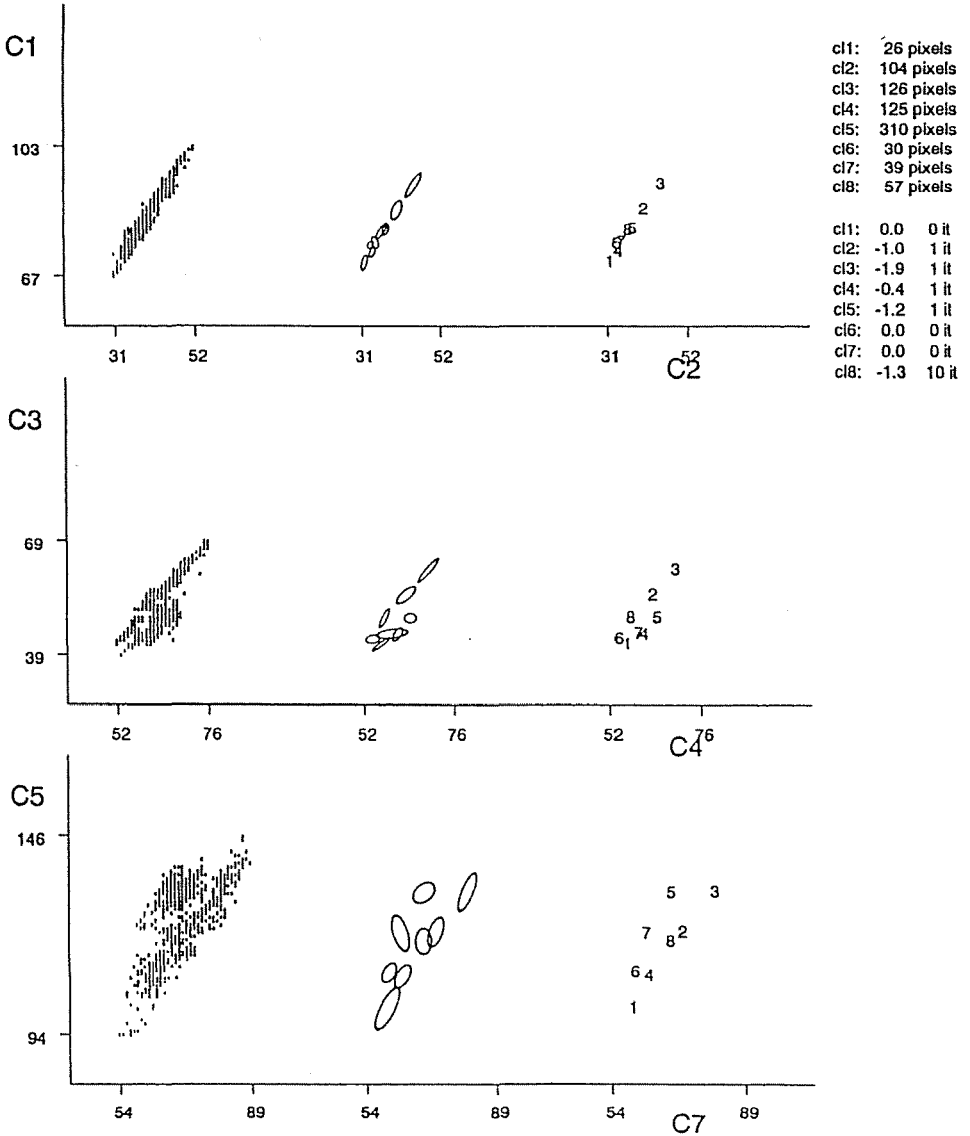 C1
103
67
31 52 31 52 31 52
C2
cl1: 26 pixels
cl2: 104 pixels
cl3: 126 pixels
cl4: 125 pixels
cl5: 310 pixels
cl6: 30 pixels
cl7: 39 pixels
cl8: 57 pixels
cl1: 0.0 0 it
cl2: -1.0 1 it
cl3: -1.9 1 it
cl4: -0.4 1 it
cl5: -1.2 1 it
cl6: 0.0 0 it
cl7: 0.0 0 it
cl8: -1.3 10 it
3
2
1
C3
69
39
52 76 52 76 52 76
C4
3
2
8 5
6 1 7 4
C5
146
94
54 89 54 89 54 89
C7
5 3
7 2
8
6 4
1